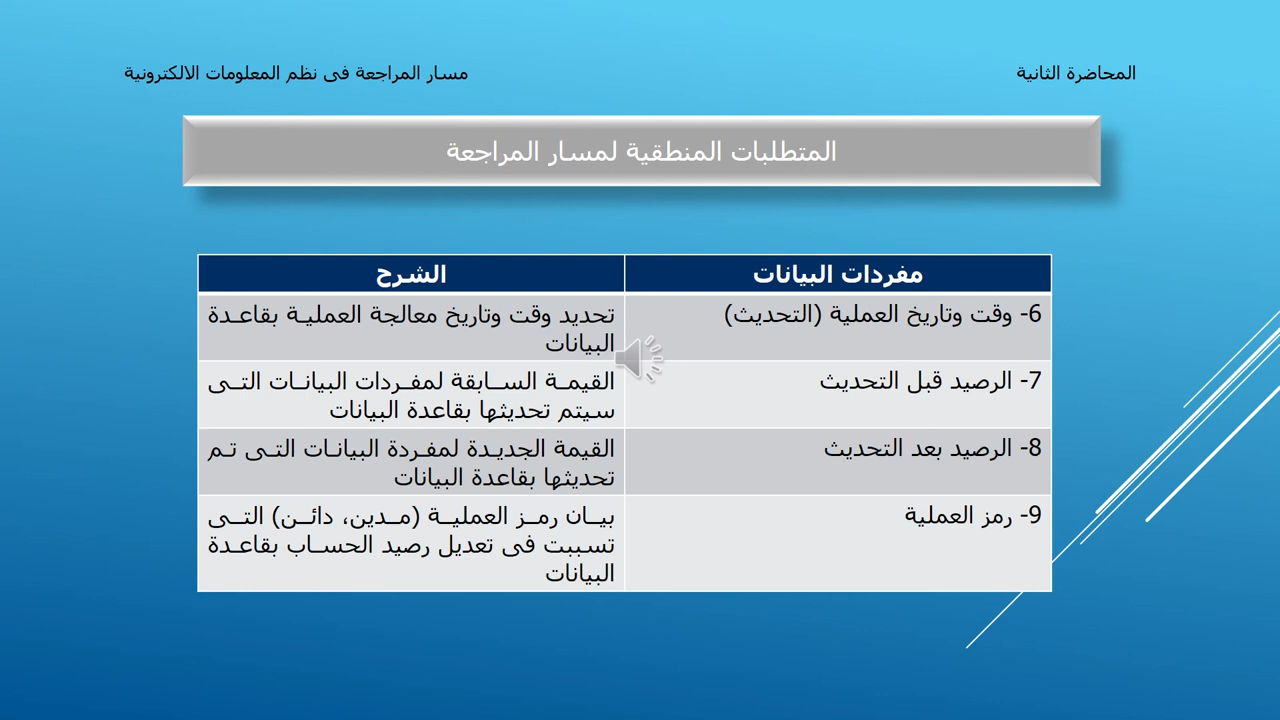 المحاضرة الثانية
مسار المراجعة فى نظم المعلومات الالكترونية
المتطلبات المنطقية لمسار المراجعة
مفردات البيانات
الشرح
6- وقت وتاريخ العملية (التحديث)
تحديد وقت وتاريخ معالجة العملية بقاعدة
البيانات
7- الرصيد قبل التحديث
القيمة السابقة لمفردات البيانات التى
سيتم تحديثها بقاعدة البيانات
8- الرصيد بعد التحديث
القيمة الجديدة لمفردة البيانات التى تم
تحديثها بقاعدة البيانات
9- رمز العملية
بيان رمز العملية (مدين، دائن) التى
تسببت فى تعديل رصيد الحساب بقاعدة
البيانات